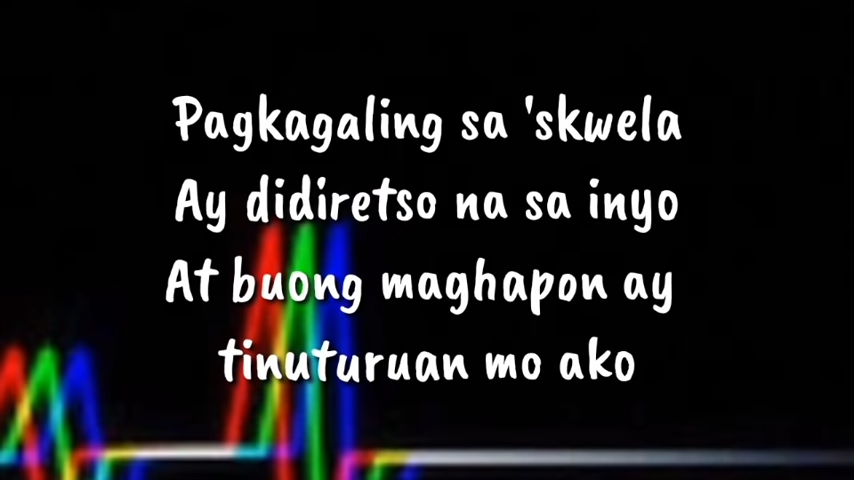 Pagkagaling sa 'skwela
Ay didiretso na sa inyo
At buong maghapon ay
tinuturuan mo ako